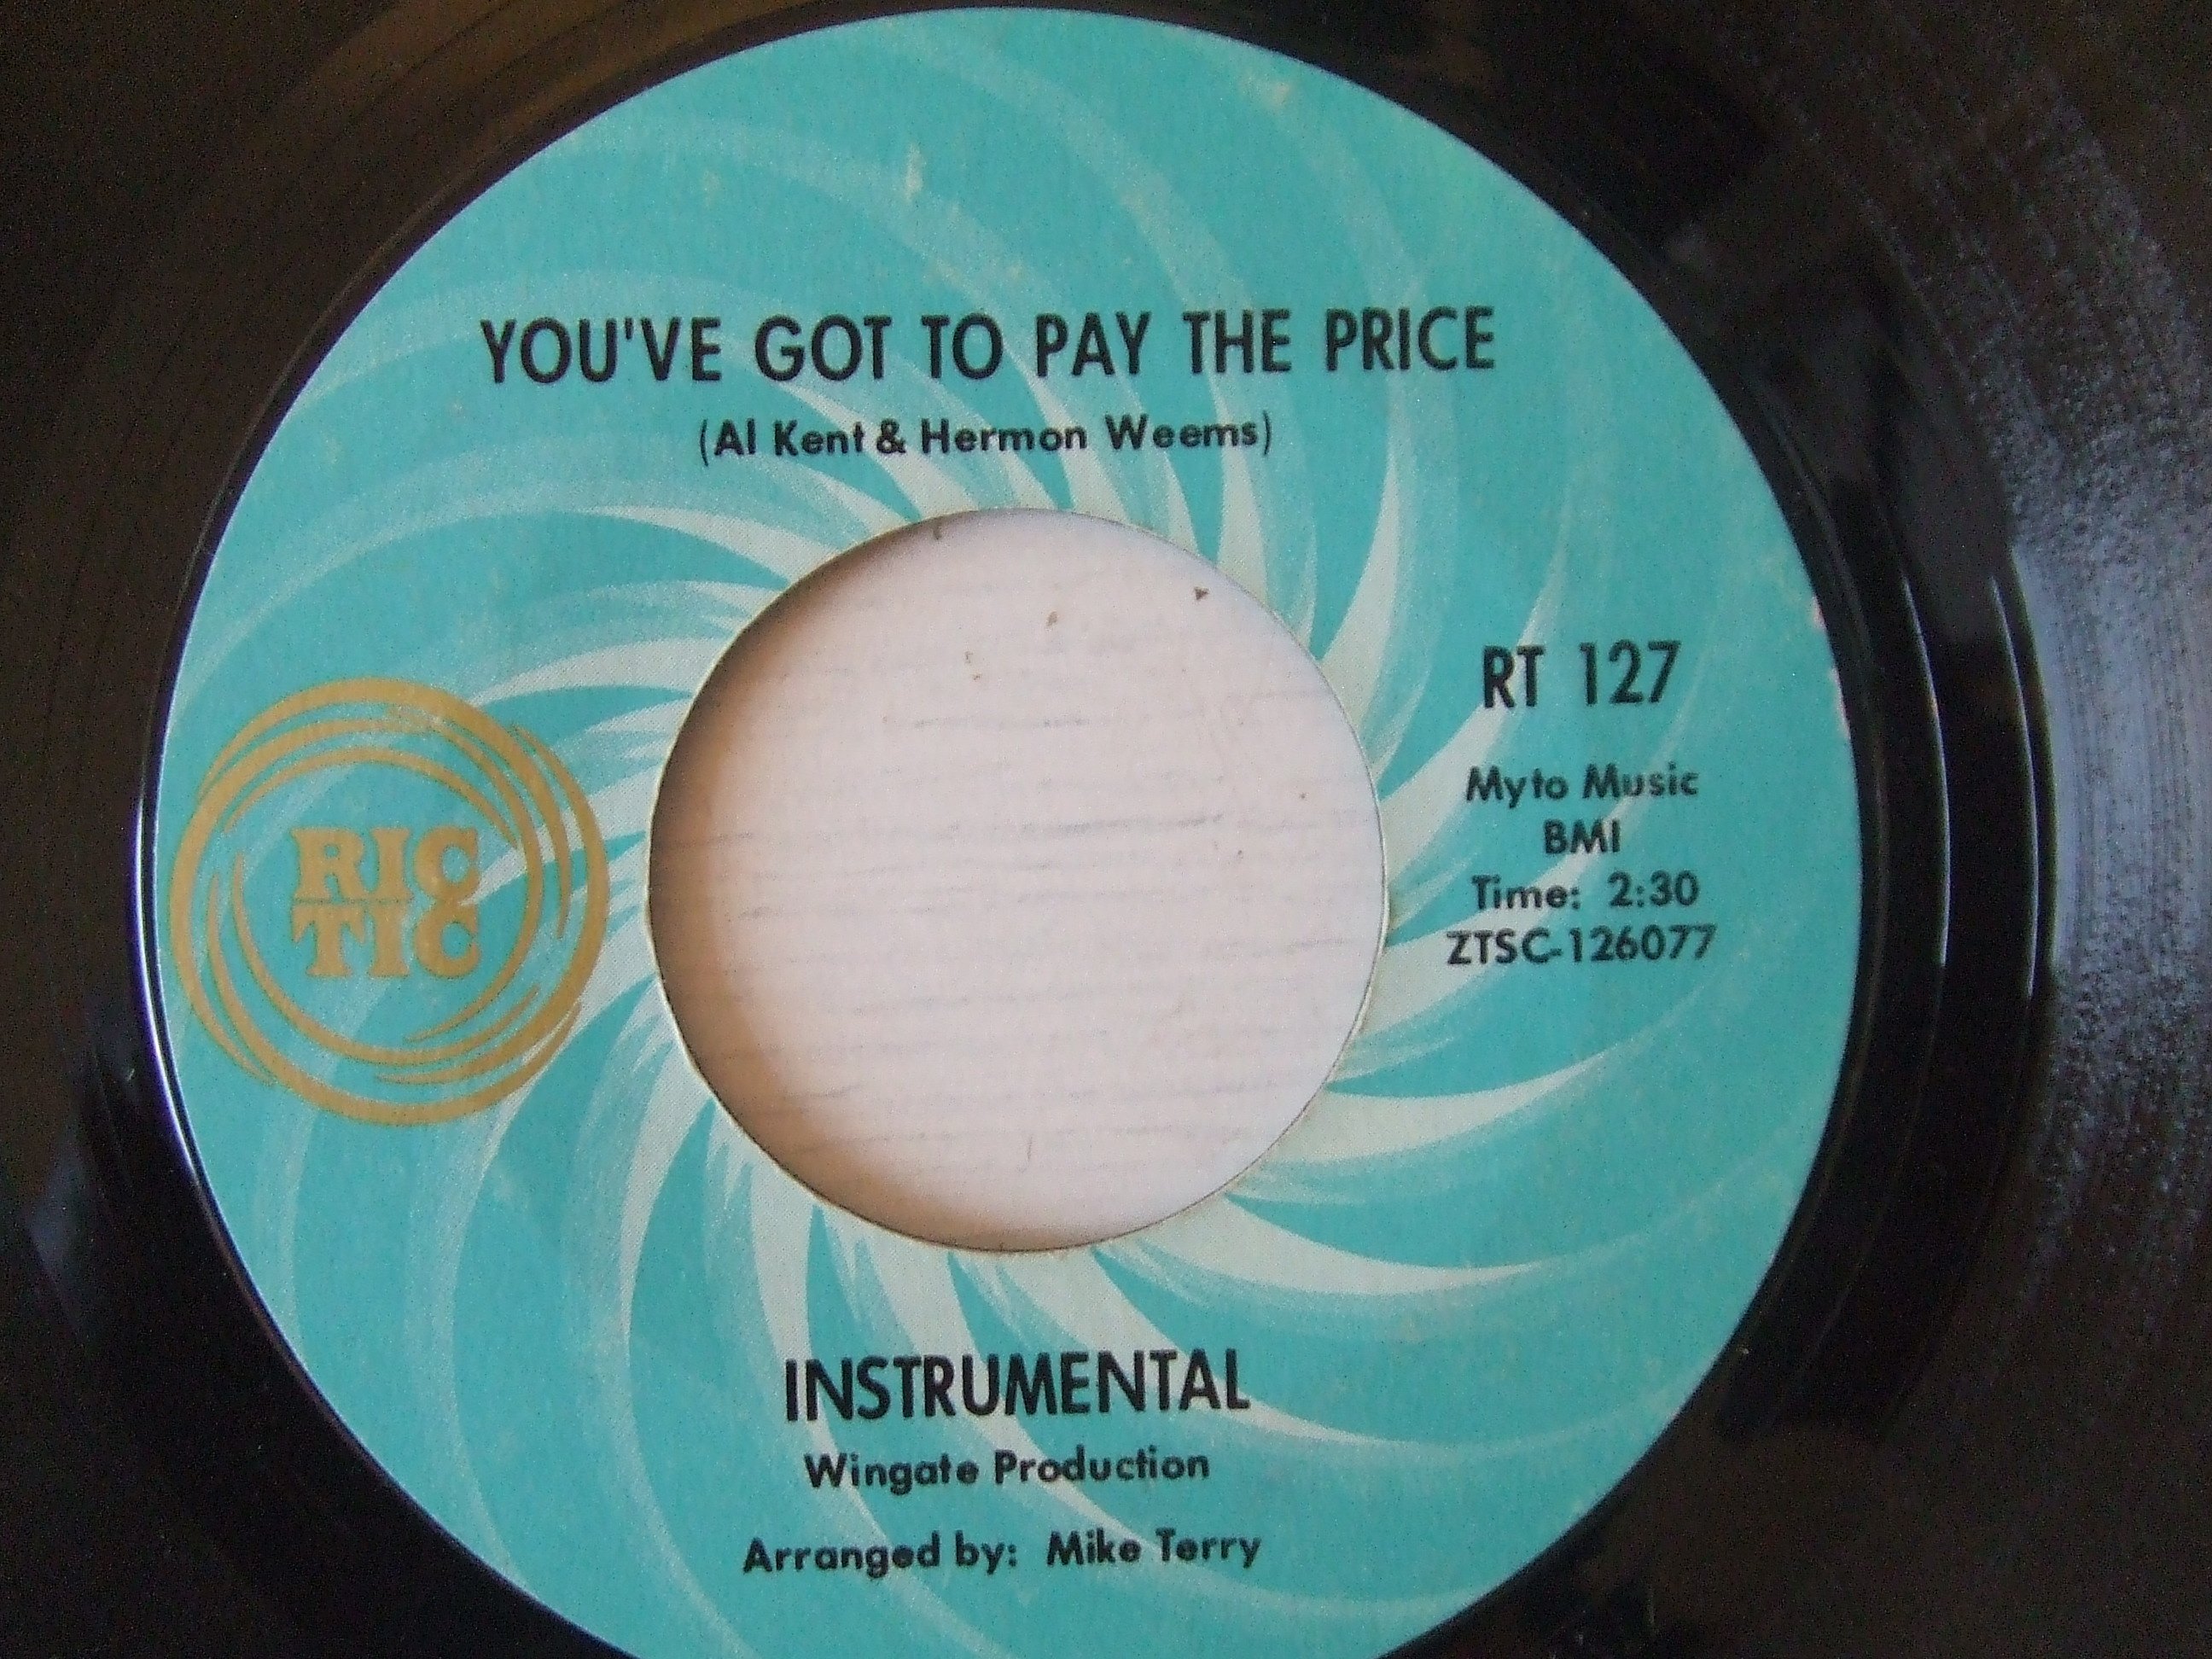 YOU'VE GOT TO PAY THE PRICE
(Al Kent & Hermon Weems)
RT 127
Myto Music
BMI
Time: 2:30
ZTSC-126077
RIC
TIC
INSTRUMENTAL
Wingate Production
Arranged by: Mike Terry